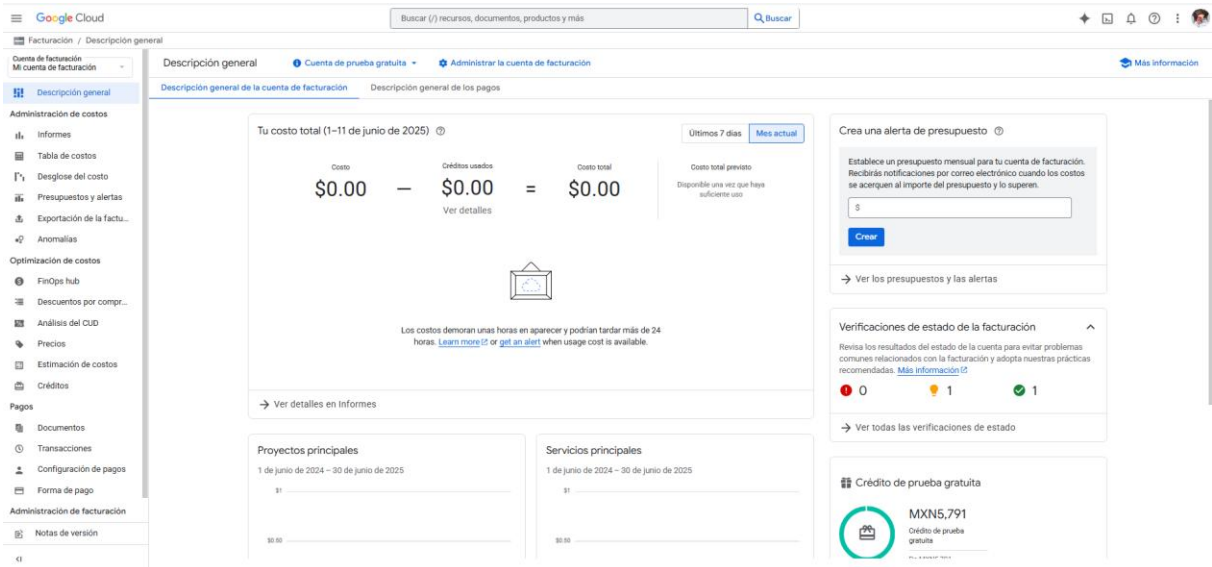 Google Cloud
Buscar (/) recursos, documentos, productos y más
Buscar
Facturación / Descripción general
Cuenta de facturación
Mi cuenta de facturación
Descripción general
Administración de costos
Informes
Tabla de costos
Desglose del costo
Presupuestos y alertas
Exportación de la factu...
Anomalías
Optimización de costos
FinOps hub
Descuentos por compr...
Análisis del CUD
Precios
Estimación de costos
Créditos
Pagos
Documentos
Transacciones
Configuración de pagos
Forma de pago
Administración de facturación
Notas de versión
Descripción general
Cuenta de prueba gratuita
Administrar la cuenta de facturación
Más información
Descripción general de la cuenta de facturación
Descripción general de los pagos
Tu costo total (1–11 de junio de 2025)
Últimos 7 días
Mes actual
Costo
$0.00
—
Créditos usados
$0.00
Ver detalles
=
Costo total
$0.00
Costo total previsto
Disponible una vez que haya
suficiente uso
Los costos demoran unas horas en aparecer y podrían tardar más de 24
horas. Learn more or get an alert when usage cost is available.
Ver detalles en Informes
Proyectos principales
1 de junio de 2024 – 30 de junio de 2025
$1
$0.00
Servicios principales
1 de junio de 2024 – 30 de junio de 2025
$1
$0.00
Crea una alerta de presupuesto
Establece un presupuesto mensual para tu cuenta de facturación.
Recibirás notificaciones por correo electrónico cuando los costos
se acerquen al importe del presupuesto y lo superen.
$
Crear
Ver los presupuestos y las alertas
Verificaciones de estado de la facturación
Revisa los resultados del estado de la cuenta para evitar problemas
comunes relacionados con la facturación y adopta nuestras prácticas
recomendadas. Más información
0
1
1
Ver todas las verificaciones de estado
Crédito de prueba gratuita
MXN5,791
Crédito de prueba
gratuita